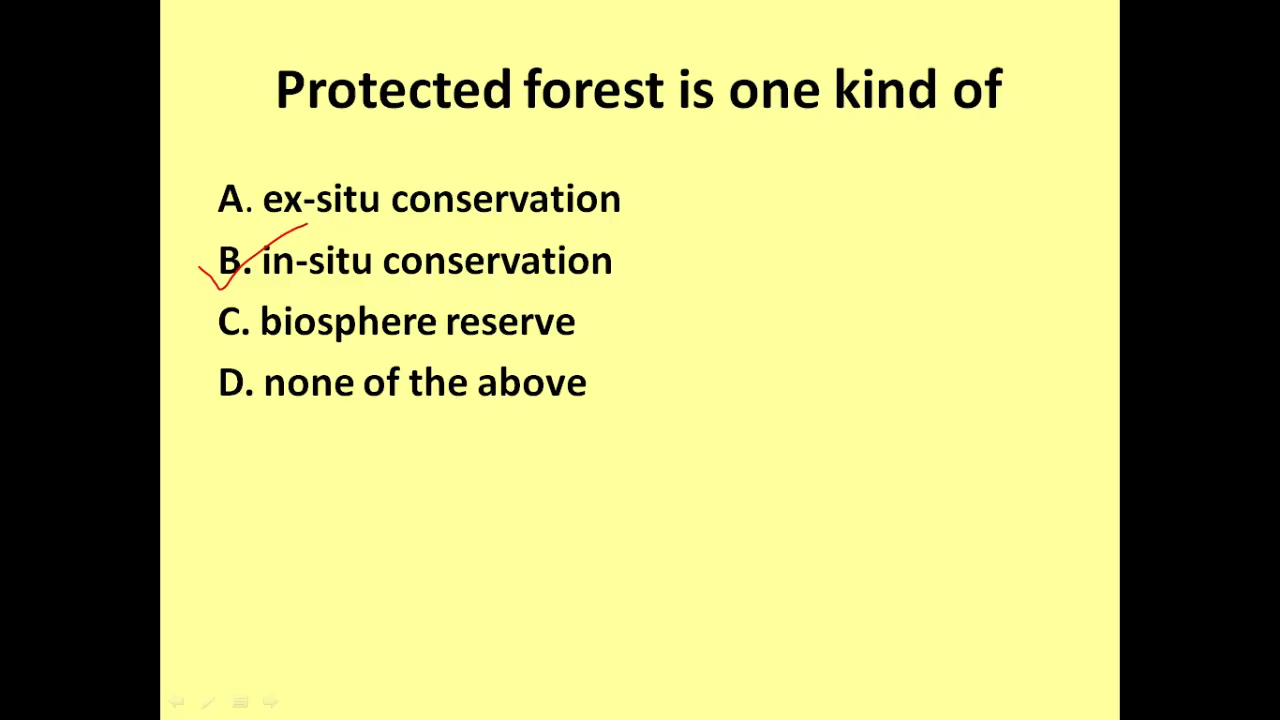 Protected forest is one kind of
A. ex-situ conservation
B. in-situ conservation
C. biosphere reserve
D. none of the above